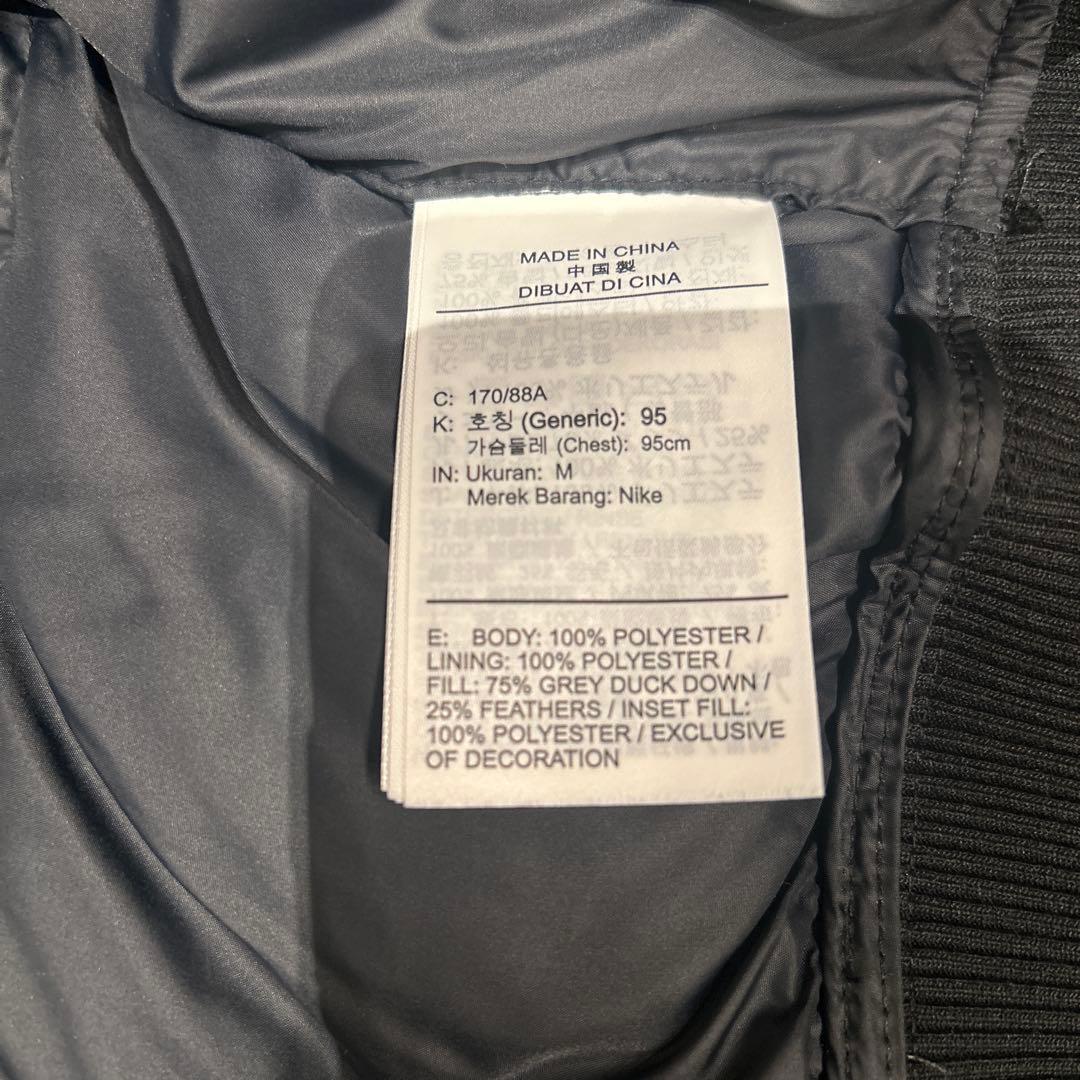 MADE IN CHINA
中国製
DIBUAT DI CINA
C: 170/88A
K: 호칭 (Generic): 95
가슴둘레 (Chest): 95cm
IN: Ukuran: M
Merek Barang: Nike
E: BODY: 100% POLYESTER /
LINING: 100% POLYESTER /
FILL: 75% GREY DUCK DOWN /
25% FEATHERS / INSET FILL:
100% POLYESTER / EXCLUSIVE
OF DECORATION